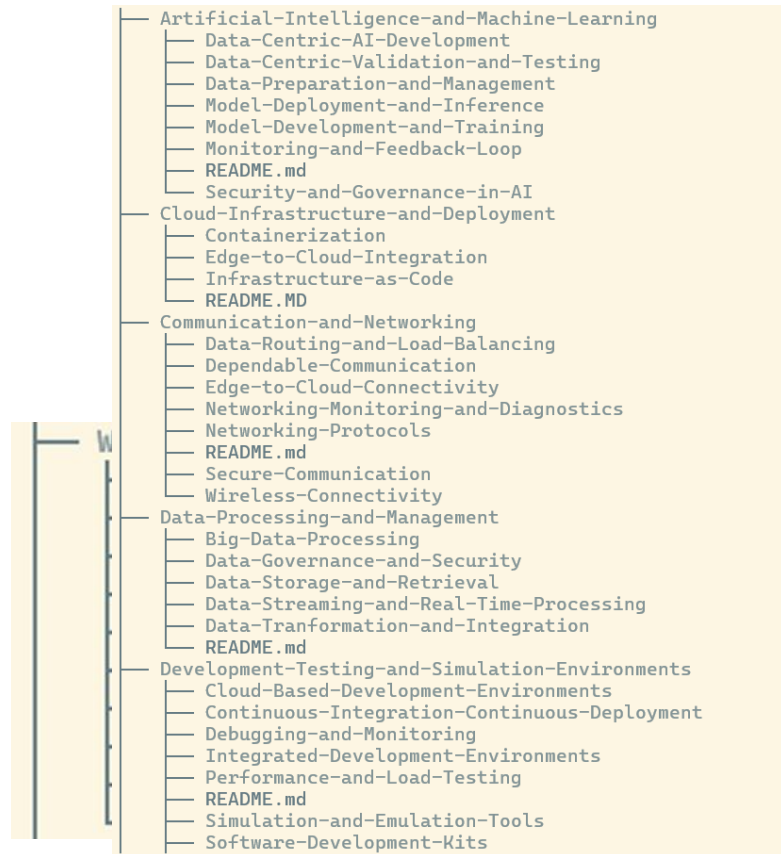 Artificial-Intelligence-and-Machine-Learning
Data-Centric-AI-Development
Data-Centric-Validation-and-Testing
Data-Preparation-and-Management
Model-Deployment-and-Inference
Model-Development-and-Training
Monitoring-and-Feedback-Loop
README.md
Security-and-Governance-in-AI
Cloud-Infrastructure-and-Deployment
Containerization
Edge-to-Cloud-Integration
Infrastructure-as-Code
README.MD
Communication-and-Networking
Data-Routing-and-Load-Balancing
Dependable-Communication
Edge-to-Cloud-Connectivity
Networking-Monitoring-and-Diagnostics
Networking-Protocols
README.md
Secure-Communication
Wireless-Connectivity
Data-Processing-and-Management
Big-Data-Processing
Data-Governance-and-Security
Data-Storage-and-Retrieval
Data-Streaming-and-Real-Time-Processing
Data-Tranformation-and-Integration
README.md
Development-Testing-and-Simulation-Environments
Cloud-Based-Development-Environments
Continuous-Integration-Continuous-Deployment
Debugging-and-Monitoring
Integrated-Development-Environments
Performance-and-Load-Testing
README.md
Simulation-and-Emulation-Tools
Software-Development-Kits